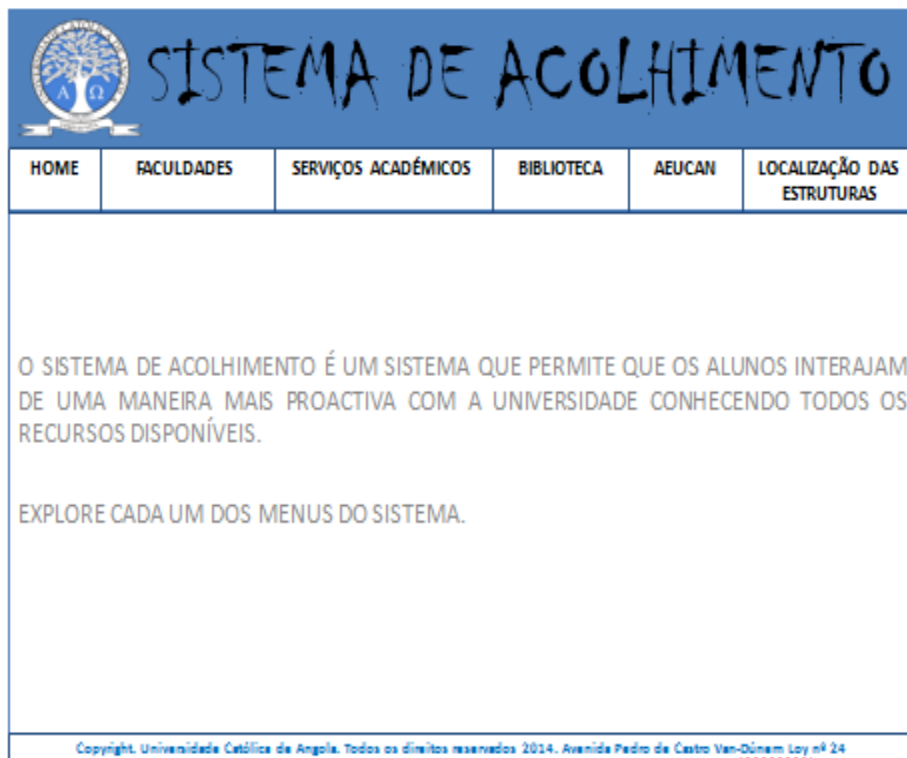 SISTEMA DE ACOLHIMENTO
HOME FACULDADES SERVIÇOS ACADÉMICOS BIBLIOTECA AEUCAN LOCALIZAÇÃO DAS
ESTRUTURAS
O SISTEMA DE ACOLHIMENTO É UM SISTEMA QUE PERMITE QUE OS ALUNOS INTERAJAM
DE UMA MANEIRA MAIS PROACTIVA COM A UNIVERSIDADE CONHECENDO TODOS OS
RECURSOS DISPONÍVEIS.
EXPLORE CADA UM DOS MENUS DO SISTEMA.
Copyright. Universidade Católica de Angola. Todos os direitos reservados 2014. Avenida Pedro de Castro Van-Dúnem Loy nº 24